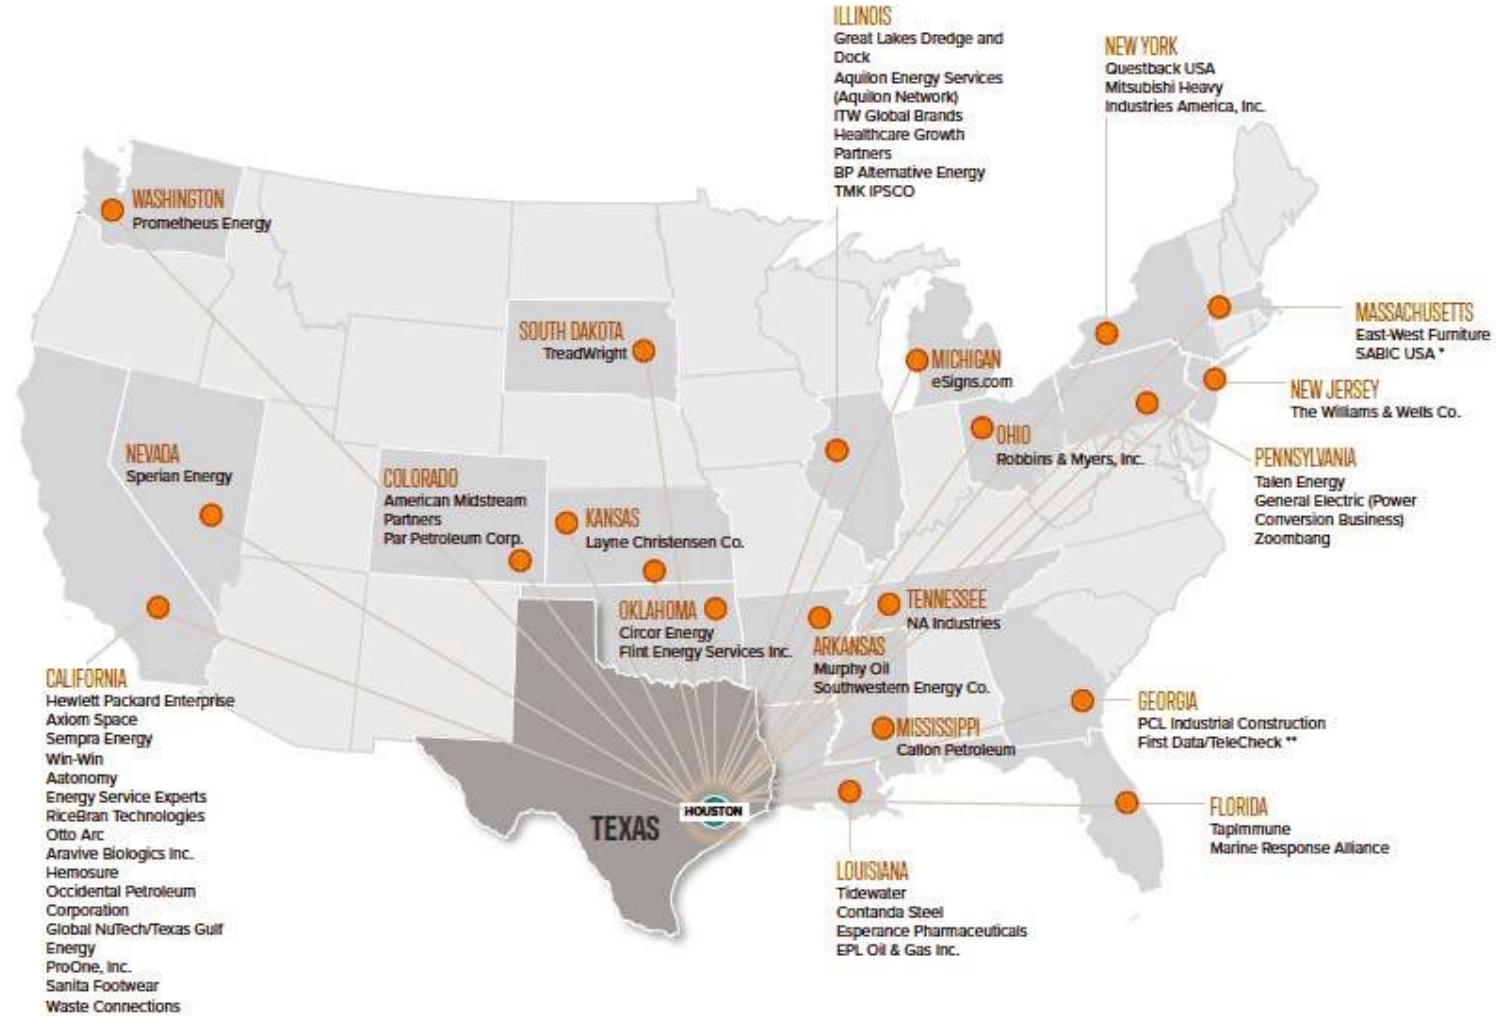 ILLINOIS
Great Lakes Dredge and
Dock
Aquilon Energy Services
(Aquilon Network)
ITW Global Brands
Healthcare Growth
Partners
BP Alternative Energy
TMK IPSCO
NEW YORK
Questback USA
Mitsubishi Heavy
Industries America, Inc.
WASHINGTON
Prometheus Energy
SOUTH DAKOTA
TreadWright
MICHIGAN
eSigns.com
MASSACHUSETTS
East-West Furniture
SABIC USA *
NEW JERSEY
The Williams & Wells Co.
OHIO
Robbins & Myers, Inc.
PENNSYLVANIA
Talen Energy
General Electric (Power
Conversion Business)
Zoombang
NEVADA
Sperian Energy
COLORADO
American Midstream
Partners
Par Petroleum Corp.
KANSAS
Layne Christensen Co.
OKLAHOMA
Circor Energy
Flint Energy Services Inc.
TENNESSEE
NA Industries
ARKANSAS
Murphy Oil
Southwestern Energy Co.
MISSISSIPPI
Callon Petroleum
GEORGIA
PCL Industrial Construction
First Data/TeleCheck **
CALIFORNIA
Hewlett Packard Enterprise
Axiom Space
Sempra Energy
Win-Win
Aatonomy
Energy Service Experts
RiceBran Technologies
Otto Arc
Aravive Biologics Inc.
Hemosure
Occidental Petroleum
Corporation
Global NuTech/Texas Gulf
Energy
ProOne, Inc.
Sanita Footwear
Waste Connections
TEXAS
HOUSTON
FLORIDA
TapImmune
Marine Response Alliance
LOUISIANA
Tidewater
Contanda Steel
Esperance Pharmaceuticals
EPL Oil & Gas Inc.